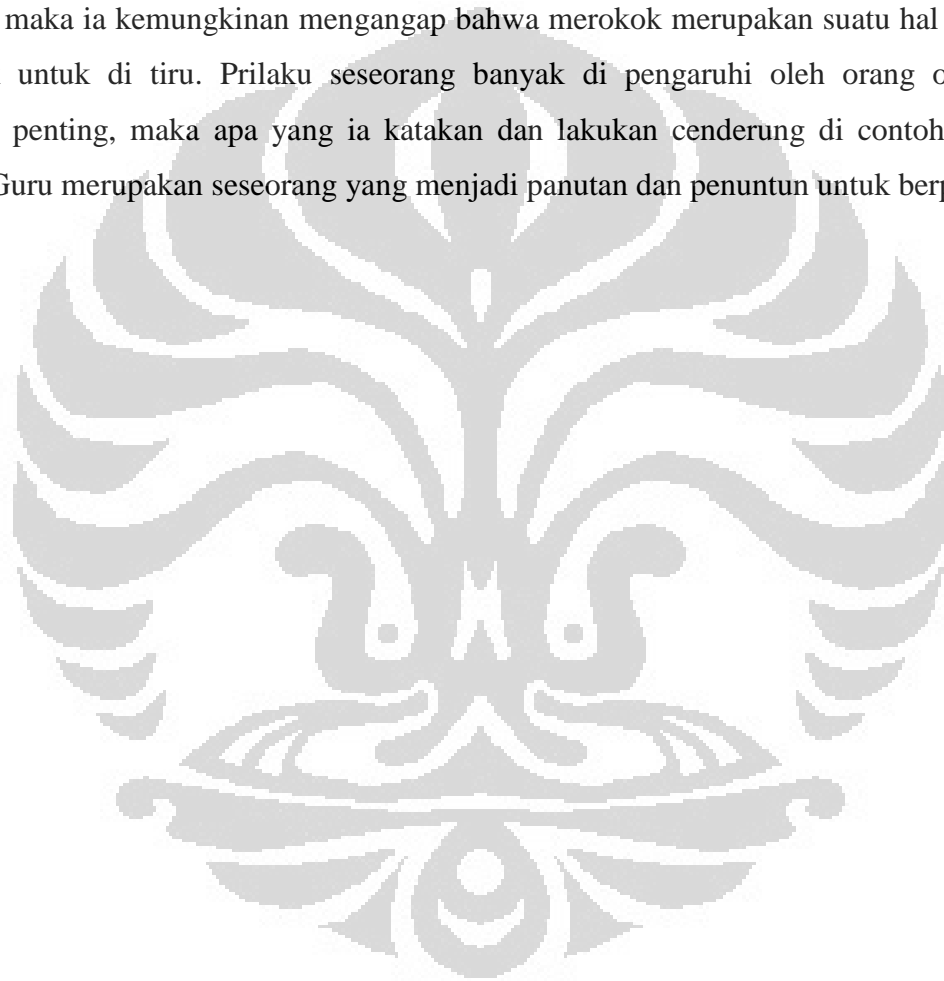 maka ia kemungkinan mengangap bahwa merokok merupakan suatu hal
untuk di tiru. Prilaku seseorang banyak di pengaruhi oleh orang
penting, maka apa yang ia katakan dan lakukan cenderung di contoh
Guru merupakan seseorang yang menjadi panutan dan penuntun untuk